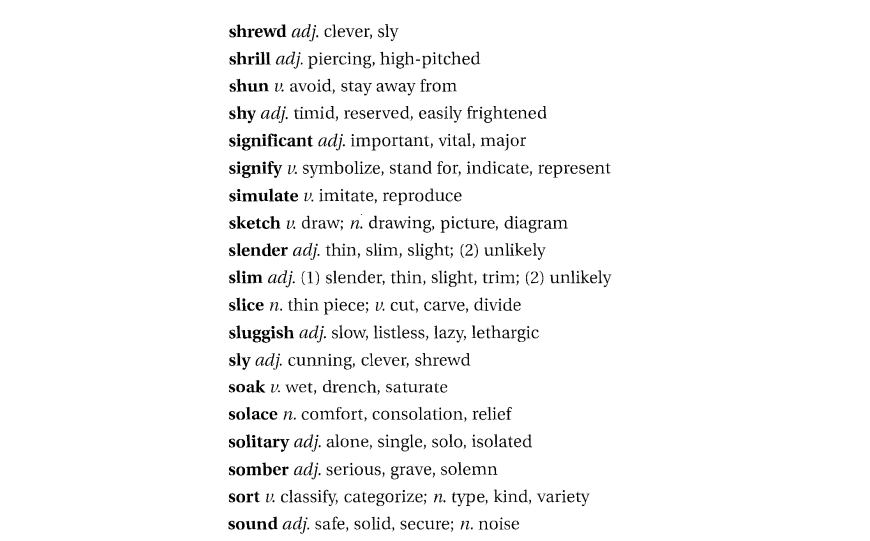 shrewd adj. clever, sly
shrill adj. piercing, high-pitched
shun v. avoid, stay away from
shy adj. timid, reserved, easily frightened
significant adj. important, vital, major
signify v. symbolize, stand for, indicate, represent
simulate v. imitate, reproduce
sketch v. draw; n. drawing, picture, diagram
slender adj. thin, slim, slight; (2) unlikely
slim adj. (1) slender, thin, slight, trim; (2) unlikely
slice n. thin piece; v. cut, carve, divide
sluggish adj. slow, listless, lazy, lethargic
sly adj. cunning, clever, shrewd
soak v. wet, drench, saturate
solace n. comfort, consolation, relief
solitary adj. alone, single, solo, isolated
somber adj. serious, grave, solemn
sort v. classify, categorize; n. type, kind, variety
sound adj. safe, solid, secure; n. noise